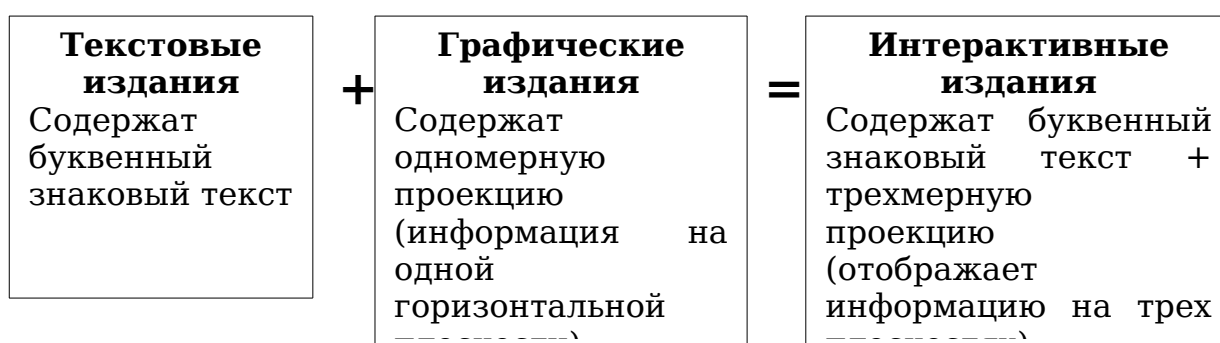 Текстовые
издания
Содержат
буквенный
знаковый текст
+
Графические
издания
Содержат
одномерную
проекцию
(информация на
одной
горизонтальной
=
Интерактивные
издания
Содержат буквенный
знаковый текст +
трехмерную
проекцию
(отображает
информацию на трех